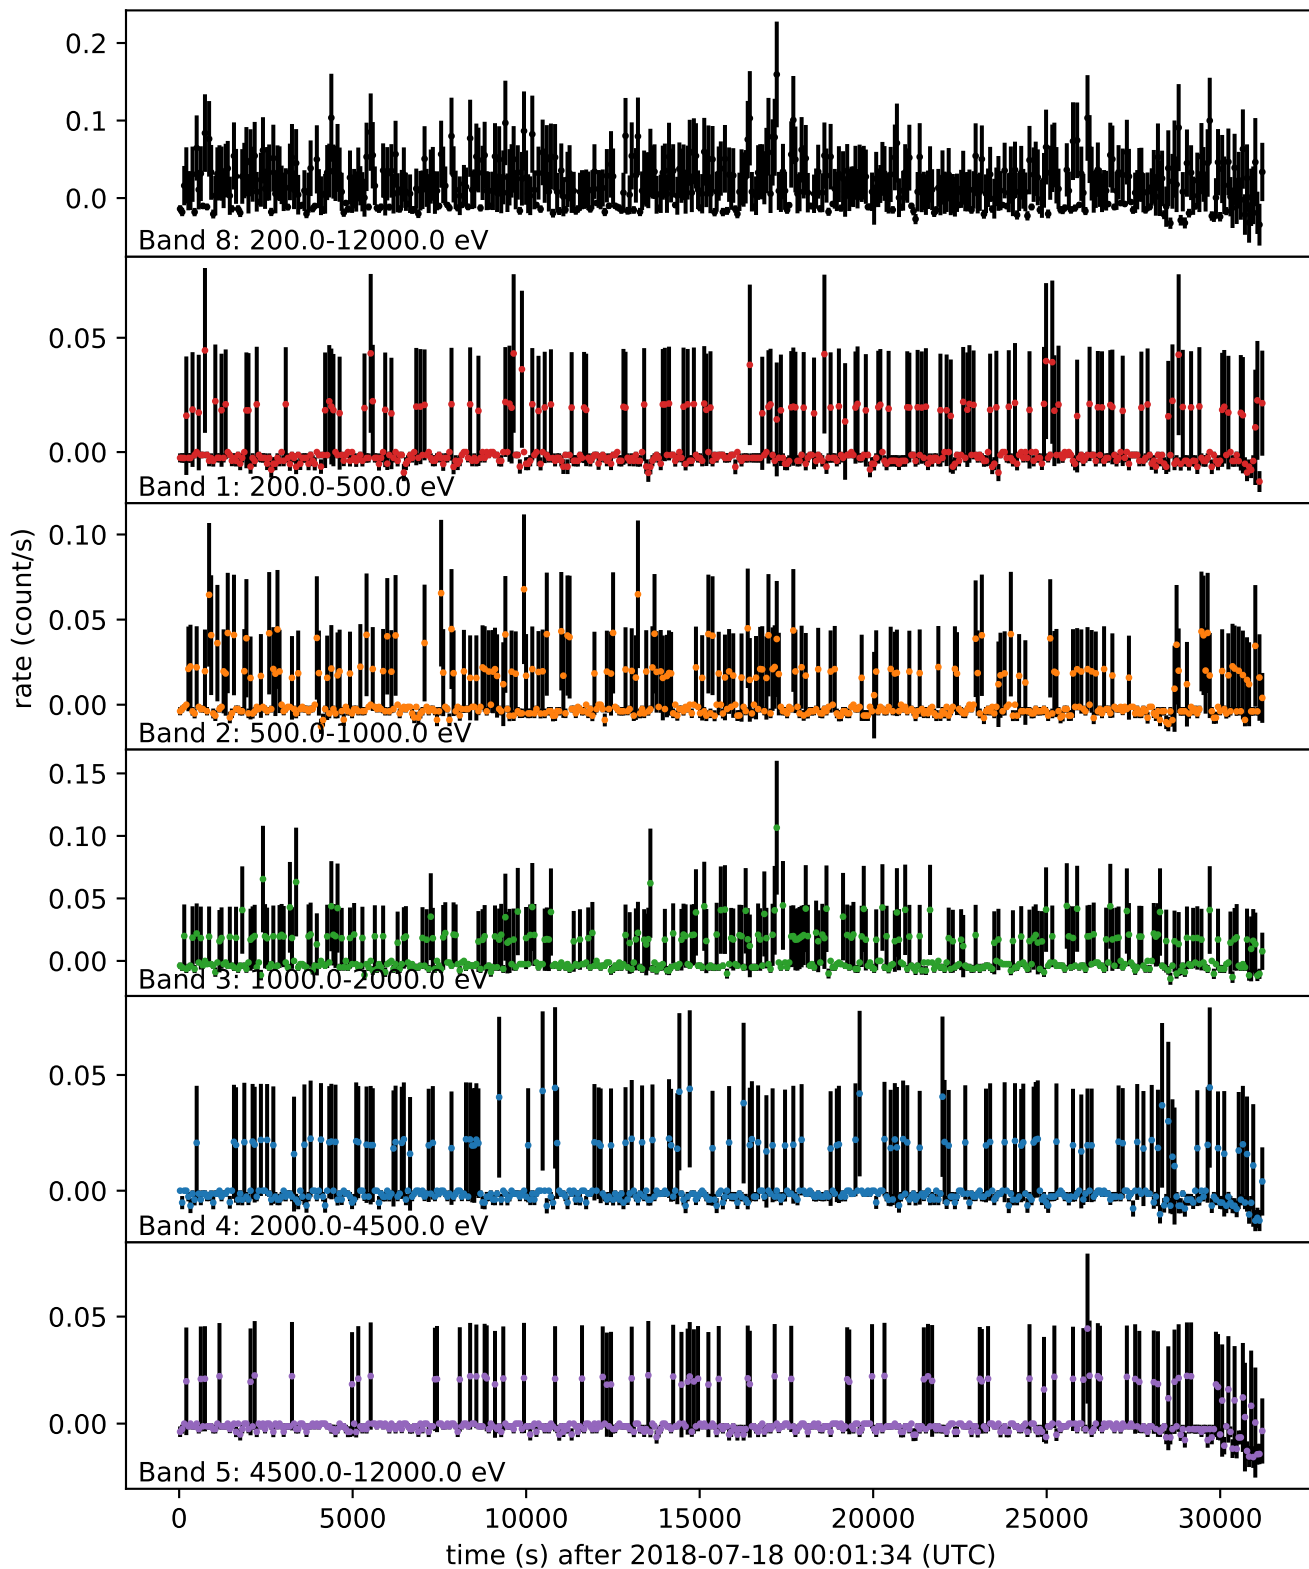 0.2
0.1
0.0
Band 8: 200.0-12000.0 eV
0.05
0.00
Band 1: 200.0-500.0 eV
0.10
0.05
0.00
Band 2: 500.0-1000.0 eV
rate (count/s)
0.15
0.10
0.05
0.00
Band 3: 1000.0-2000.0 eV
0.05
0.00
Band 4: 2000.0-4500.0 eV
0.05
0.00
Band 5: 4500.0-12000.0 eV
0 5000 10000 15000 20000 25000 30000
time (s) after 2018-07-18 00:01:34 (UTC)